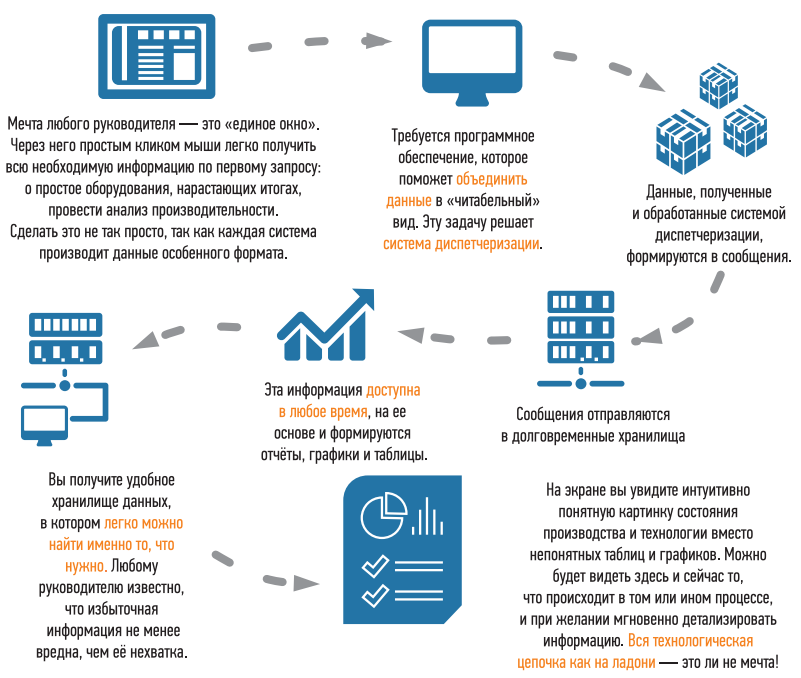 Мечта любого руководителя — это «единое окно».
Через него простым кликом мыши легко получить
всю необходимую информацию по первому запросу:
о простое оборудования, нарастающих итогах,
провести анализ производительности.
Сделать это не так просто, так как каждая система
производит данные особенного формата.
Требуется программное
обеспечение, которое
поможет объединить
данные в «читабельный»
вид. Эту задачу решает
система диспетчеризации.
Данные, полученные
и обработанные системой
диспетчеризации,
формируются в сообщения.
Сообщения отправляются
в долговременные хранилища
Эта информация доступна
в любое время, на ее
основе и формируются
отчёты, графики и таблицы.
Вы получите удобное
хранилище данных,
в котором легко можно
найти именно то, что
нужно. Любому
руководителю известно,
что избыточная
информация не менее
вредна, чем её нехватка.
На экране вы увидите интуитивно
понятную картинку состояния
производства и технологии вместо
непонятных таблиц и графиков. Можно
будет видеть здесь и сейчас то,
что происходит в том или ином процессе,
и при желании мгновенно детализировать
информацию. Вся технологическая
цепочка как на ладони — это ли не мечта!